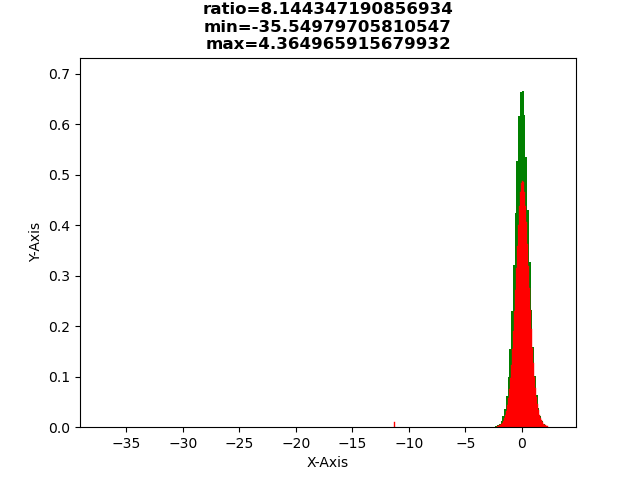 ratio=8.144347190856934
min=-35.54979705810547
max=4.364965915679932
0.7
0.6
0.5
0.4
0.3
0.2
0.1
0.0
Y-Axis
−35 −30 −25 −20 −15 −10 −5 0
X-Axis